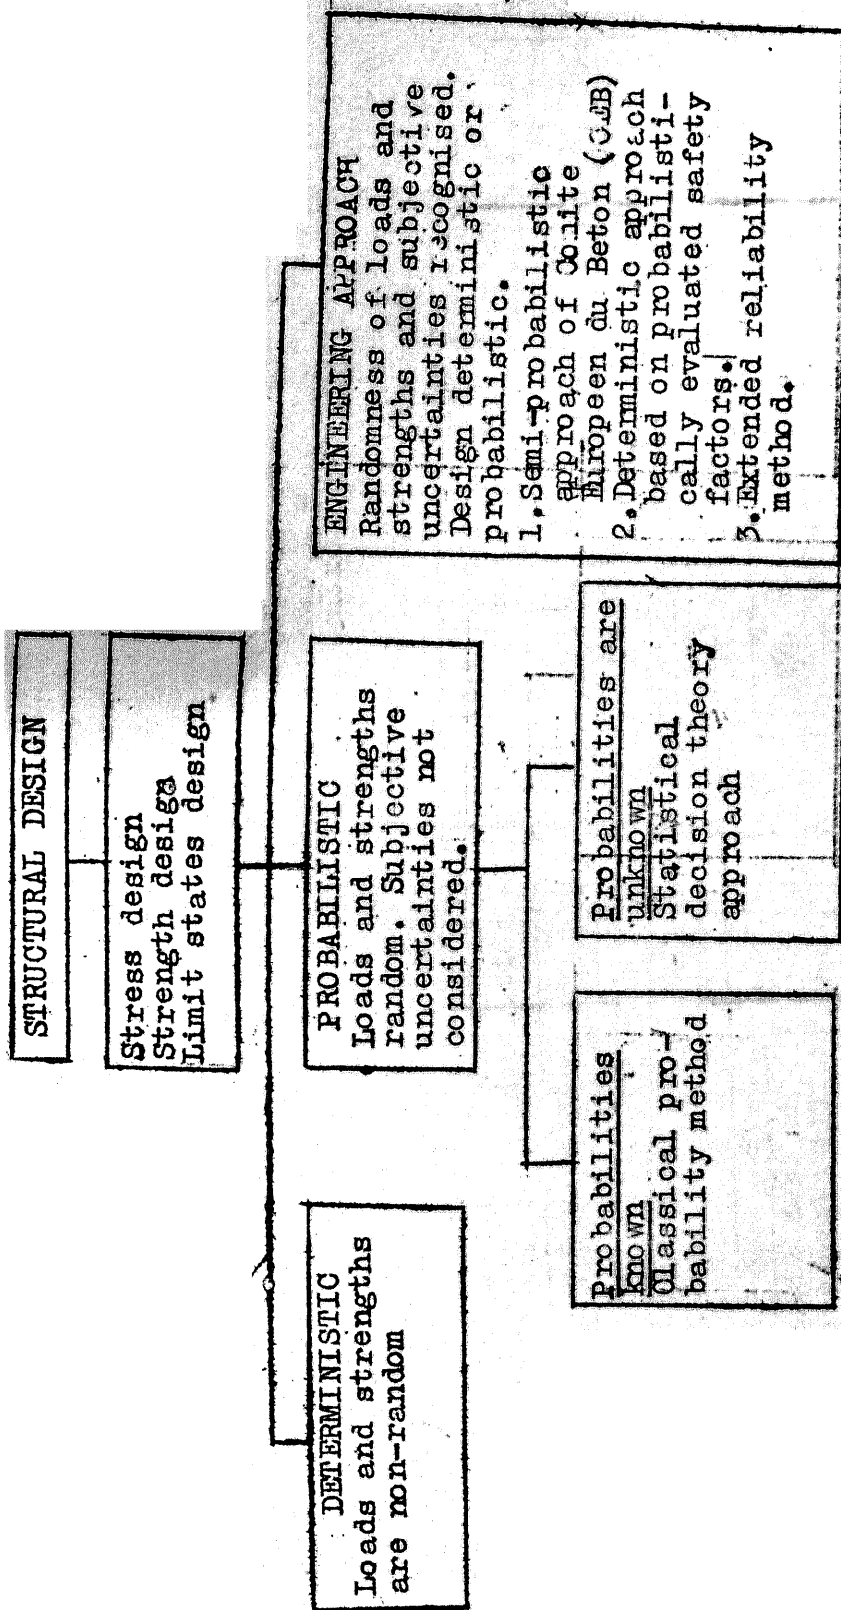 STRUCTURAL DESIGN
Stress design
Strength design
Limit states design
DETERMINISTIC
Loads and strengths
are non-random
PROBABILISTIC
Loads and strengths
random. Subjective
uncertainties not
considered.
ENGINEERING APPROACH
Randomness of loads and
strengths and subjective
uncertainties recognised.
Design deterministic or
probabilistic.
1.Semi-probabilistic
approach of Comite
Europeen du Beton (CEB)
2.Deterministic approach
based on probabilisti-
cally evaluated safety
factors.
3.Extended reliability
method.
Probabilities
known
Classical pro-
bability method
Probabilities are
unknown
Statistical
decision theory
approach